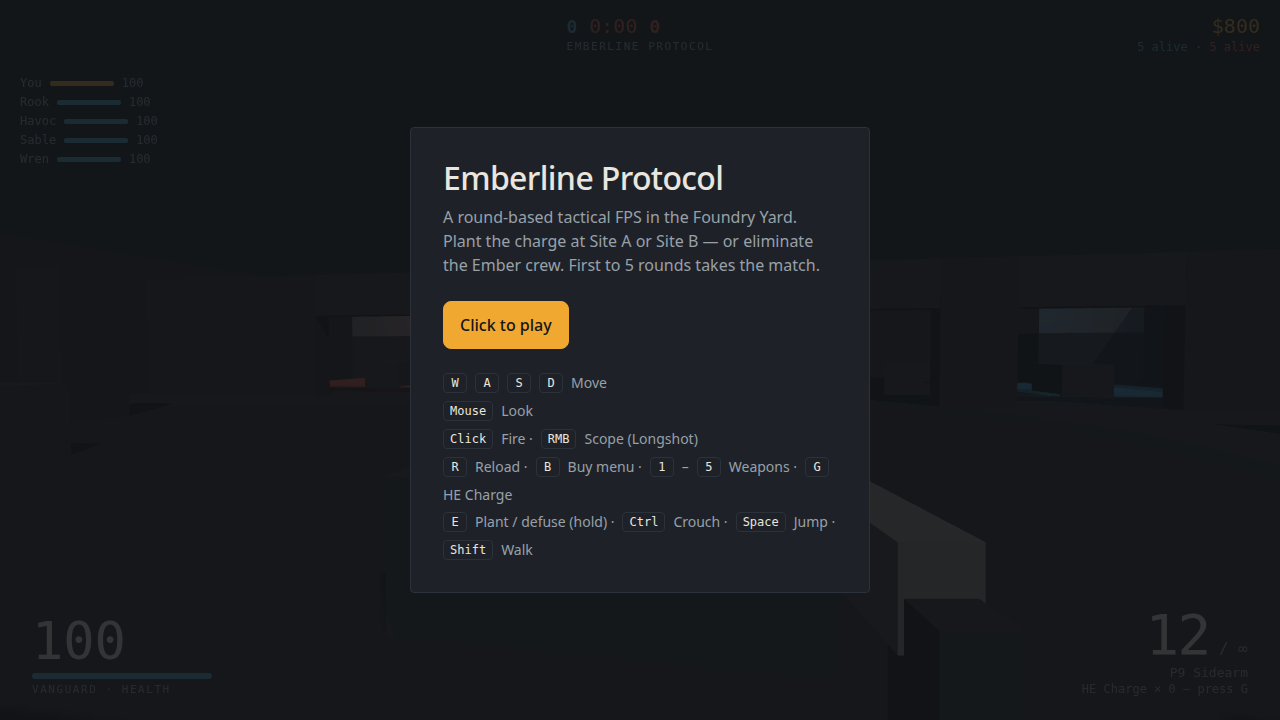 0 0:00 0
EMBERLINE PROTOCOL
$800
5 alive · 5 alive
You 100
Rook 100
Havoc 100
Sable 100
Wren 100
Emberline Protocol
A round-based tactical FPS in the Foundry Yard.
Plant the charge at Site A or Site B — or eliminate
the Ember crew. First to 5 rounds takes the match.
Click to play
W A S D Move
Mouse Look
Click Fire · RMB Scope (Longshot)
R Reload · B Buy menu · 1 – 5 Weapons · G
HE Charge
E Plant / defuse (hold) · Ctrl Crouch · Space Jump ·
Shift Walk
100
VANGUARD · HEALTH
12 / ∞
P9 Sidearm
HE Charge × 0 — press G